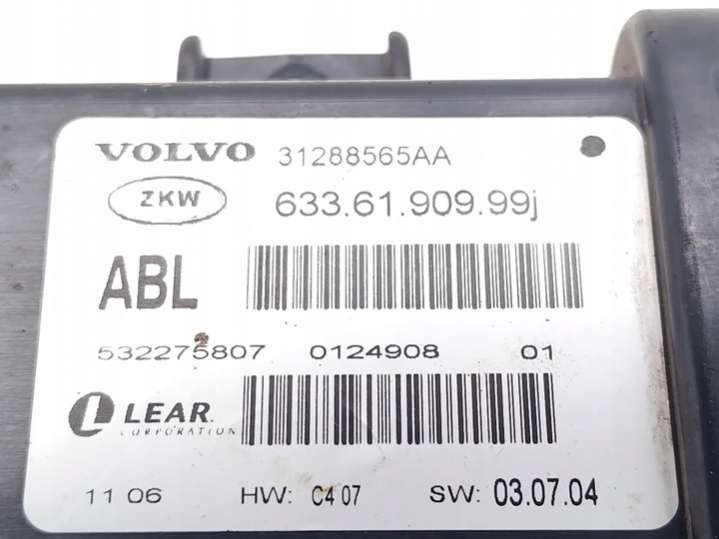 VOLVO 31288565AA
ZKW 633.61.909.99j
ABL
532275807 0124908 01
LEAR.
CORPORATION
11 06 HW: C4 07 SW: 03.07.04